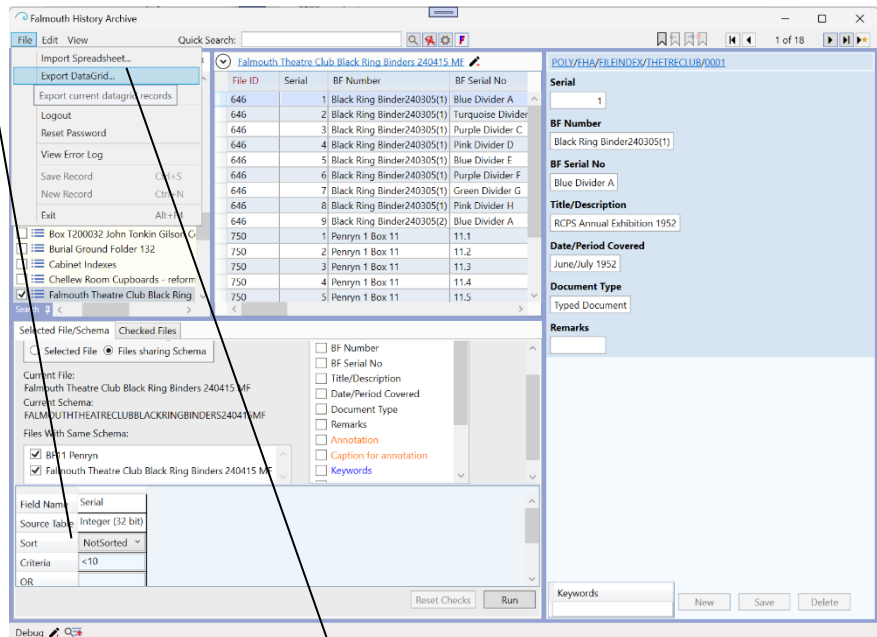 Falmouth History Archive
File Edit View Quick Search: 1 of 18
Import Spreadsheet...
Export DataGrid...
Export current datagrid records
Logout
Reset Password
View Error Log
Save Record Ctrl+S
New Record Ctrl+N
Exit Alt+F4
Box T200032 John Tonkin Gilson
Burial Ground Folder 132
Cabinet Indexes
Chellew Room Cupboards - reform
Falmouth Theatre Club Black Ring
Search
Falmouth Theatre Club Black Ring Binders 240415 MF
File ID Serial BF Number BF Serial No
646 1 Black Ring Binder240305(1) Blue Divider A
646 2 Black Ring Binder240305(1) Turquoise Divider
646 3 Black Ring Binder240305(1) Purple Divider C
646 4 Black Ring Binder240305(1) Pink Divider D
646 5 Black Ring Binder240305(1) Blue Divider E
646 6 Black Ring Binder240305(1) Purple Divider F
646 7 Black Ring Binder240305(1) Green Divider G
646 8 Black Ring Binder240305(1) Pink Divider H
646 9 Black Ring Binder240305(2) Blue Divider A
750 1 Penryn 1 Box 11 11.1
750 2 Penryn 1 Box 11 11.2
750 3 Penryn 1 Box 11 11.3
750 4 Penryn 1 Box 11 11.4
750 5 Penryn 1 Box 11 11.5
POLY/FHA/FILEINDEX/THETRECLUB/0001
Serial
1
BF Number
Black Ring Binder240305(1)
BF Serial No
Blue Divider A
Title/Description
RCPS Annual Exhibition 1952
Date/Period Covered
June/July 1952
Document Type
Typed Document
Remarks
Selected File/Schema Checked Files
Selected File Files sharing Schema
Current File:
Falmouth Theatre Club Black Ring Binders 240415 MF
Current Schema:
FALMOUTHTHEATRECLUBBLACKRINGBINDERS240415MF
Files With Same Schema:
BF11 Penryn
Falmouth Theatre Club Black Ring Binders 240415 MF
BF Number
BF Serial No
Title/Description
Date/Period Covered
Document Type
Remarks
Annotation
Caption for annotation
Keywords
Field Name Serial
Source Table Integer (32 bit)
Sort NotSorted
Criteria <10
OR
Reset Checks Run
Keywords
New Save Delete
Debug